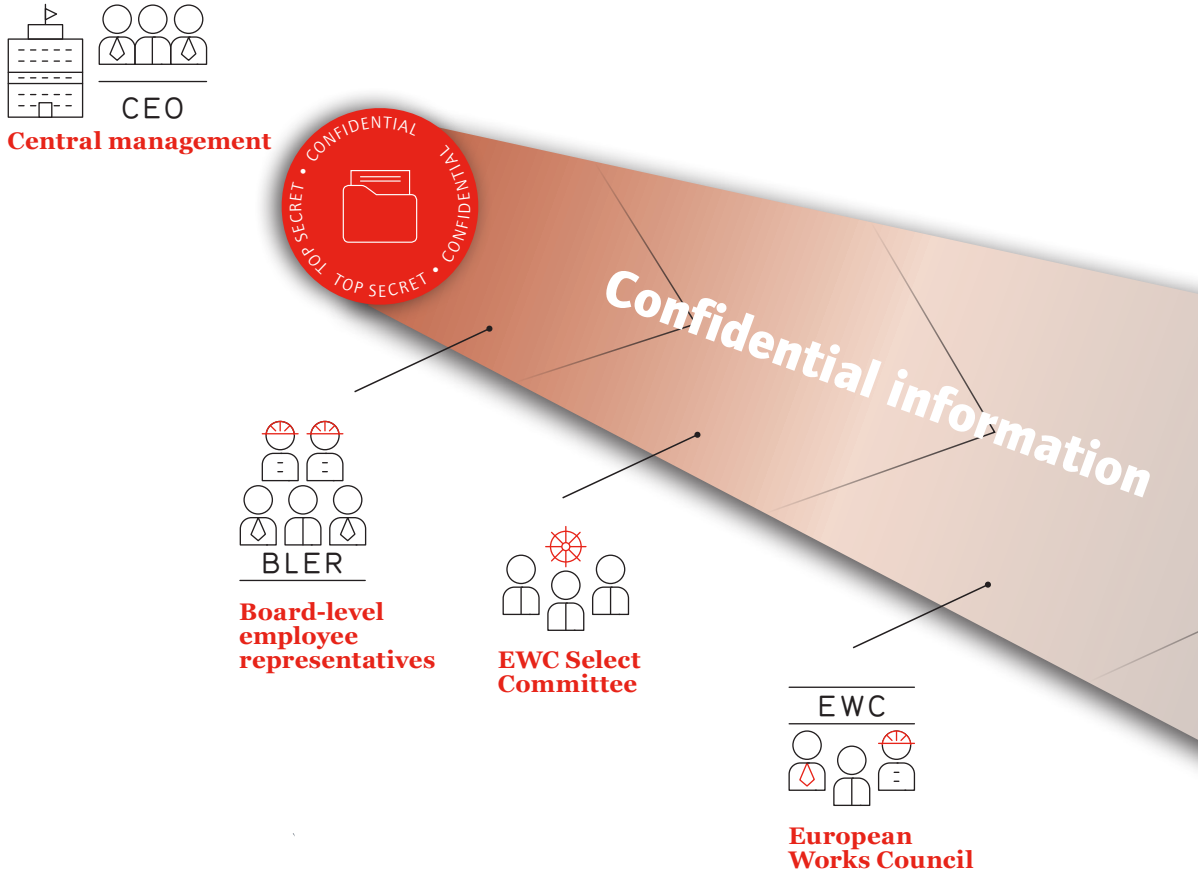 CEO
Central management
CONFIDENTIAL
CONFIDENTIAL • TOP SECRET • TOP SECRET •
Confidential information
BLER
Board-level
employee
representatives
EWC Select
Committee
EWC
European
Works Council